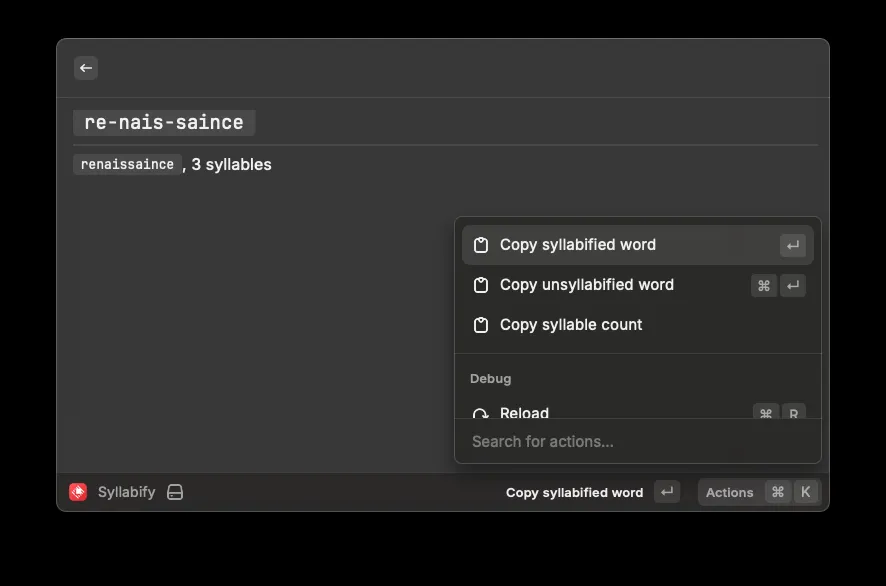 re-nais-saince
renaissaince, 3 syllables
Copy syllabified word ↵
Copy unsyllabified word ⌘ ↵
Copy syllable count
Debug
Reload ⌘ R
Search for actions...
Syllabify Copy syllabified word ↵ Actions ⌘ K